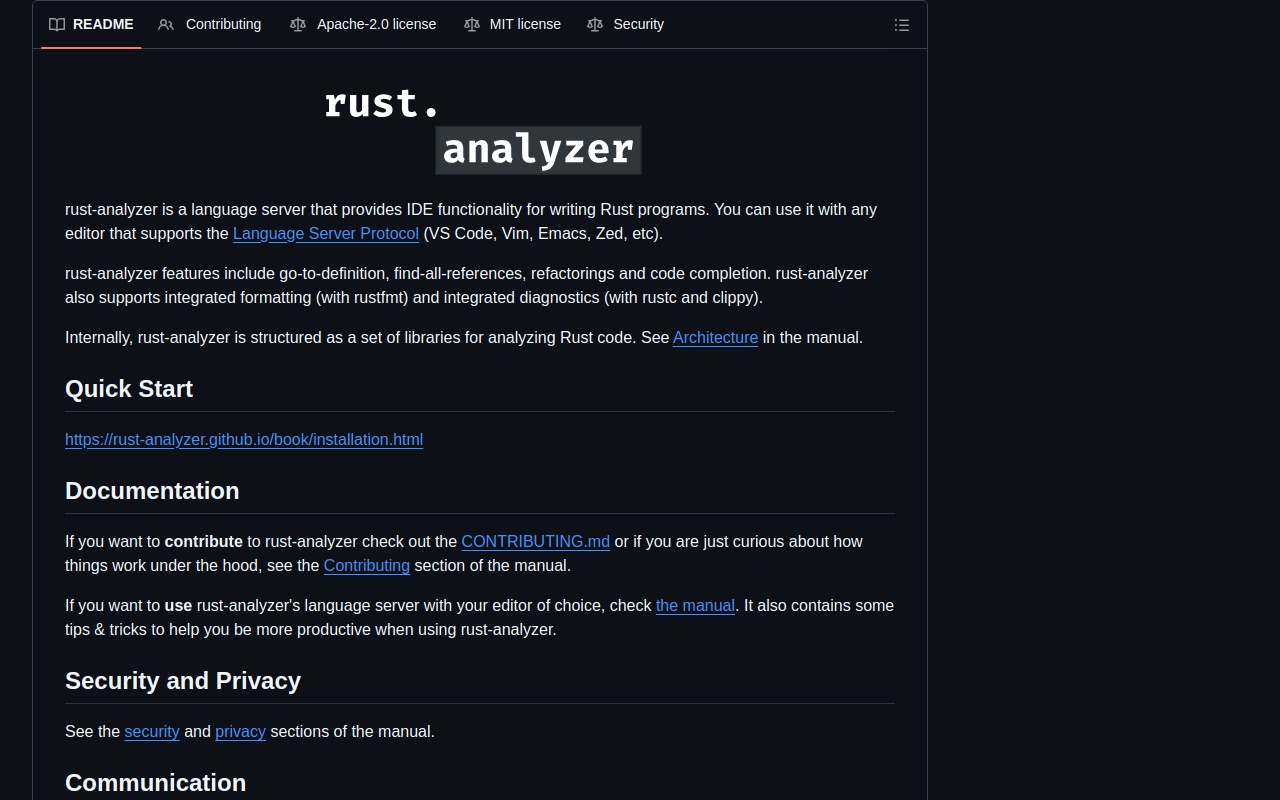 README Contributing Apache-2.0 license MIT license Security
rust.
analyzer
rust-analyzer is a language server that provides IDE functionality for writing Rust programs. You can use it with any
editor that supports the Language Server Protocol (VS Code, Vim, Emacs, Zed, etc).
rust-analyzer features include go-to-definition, find-all-references, refactorings and code completion. rust-analyzer
also supports integrated formatting (with rustfmt) and integrated diagnostics (with rustc and clippy).
Internally, rust-analyzer is structured as a set of libraries for analyzing Rust code. See Architecture in the manual.
Quick Start
https://rust-analyzer.github.io/book/installation.html
Documentation
If you want to contribute to rust-analyzer check out the CONTRIBUTING.md or if you are just curious about how
things work under the hood, see the Contributing section of the manual.
If you want to use rust-analyzer's language server with your editor of choice, check the manual. It also contains some
tips & tricks to help you be more productive when using rust-analyzer.
Security and Privacy
See the security and privacy sections of the manual.
Communication